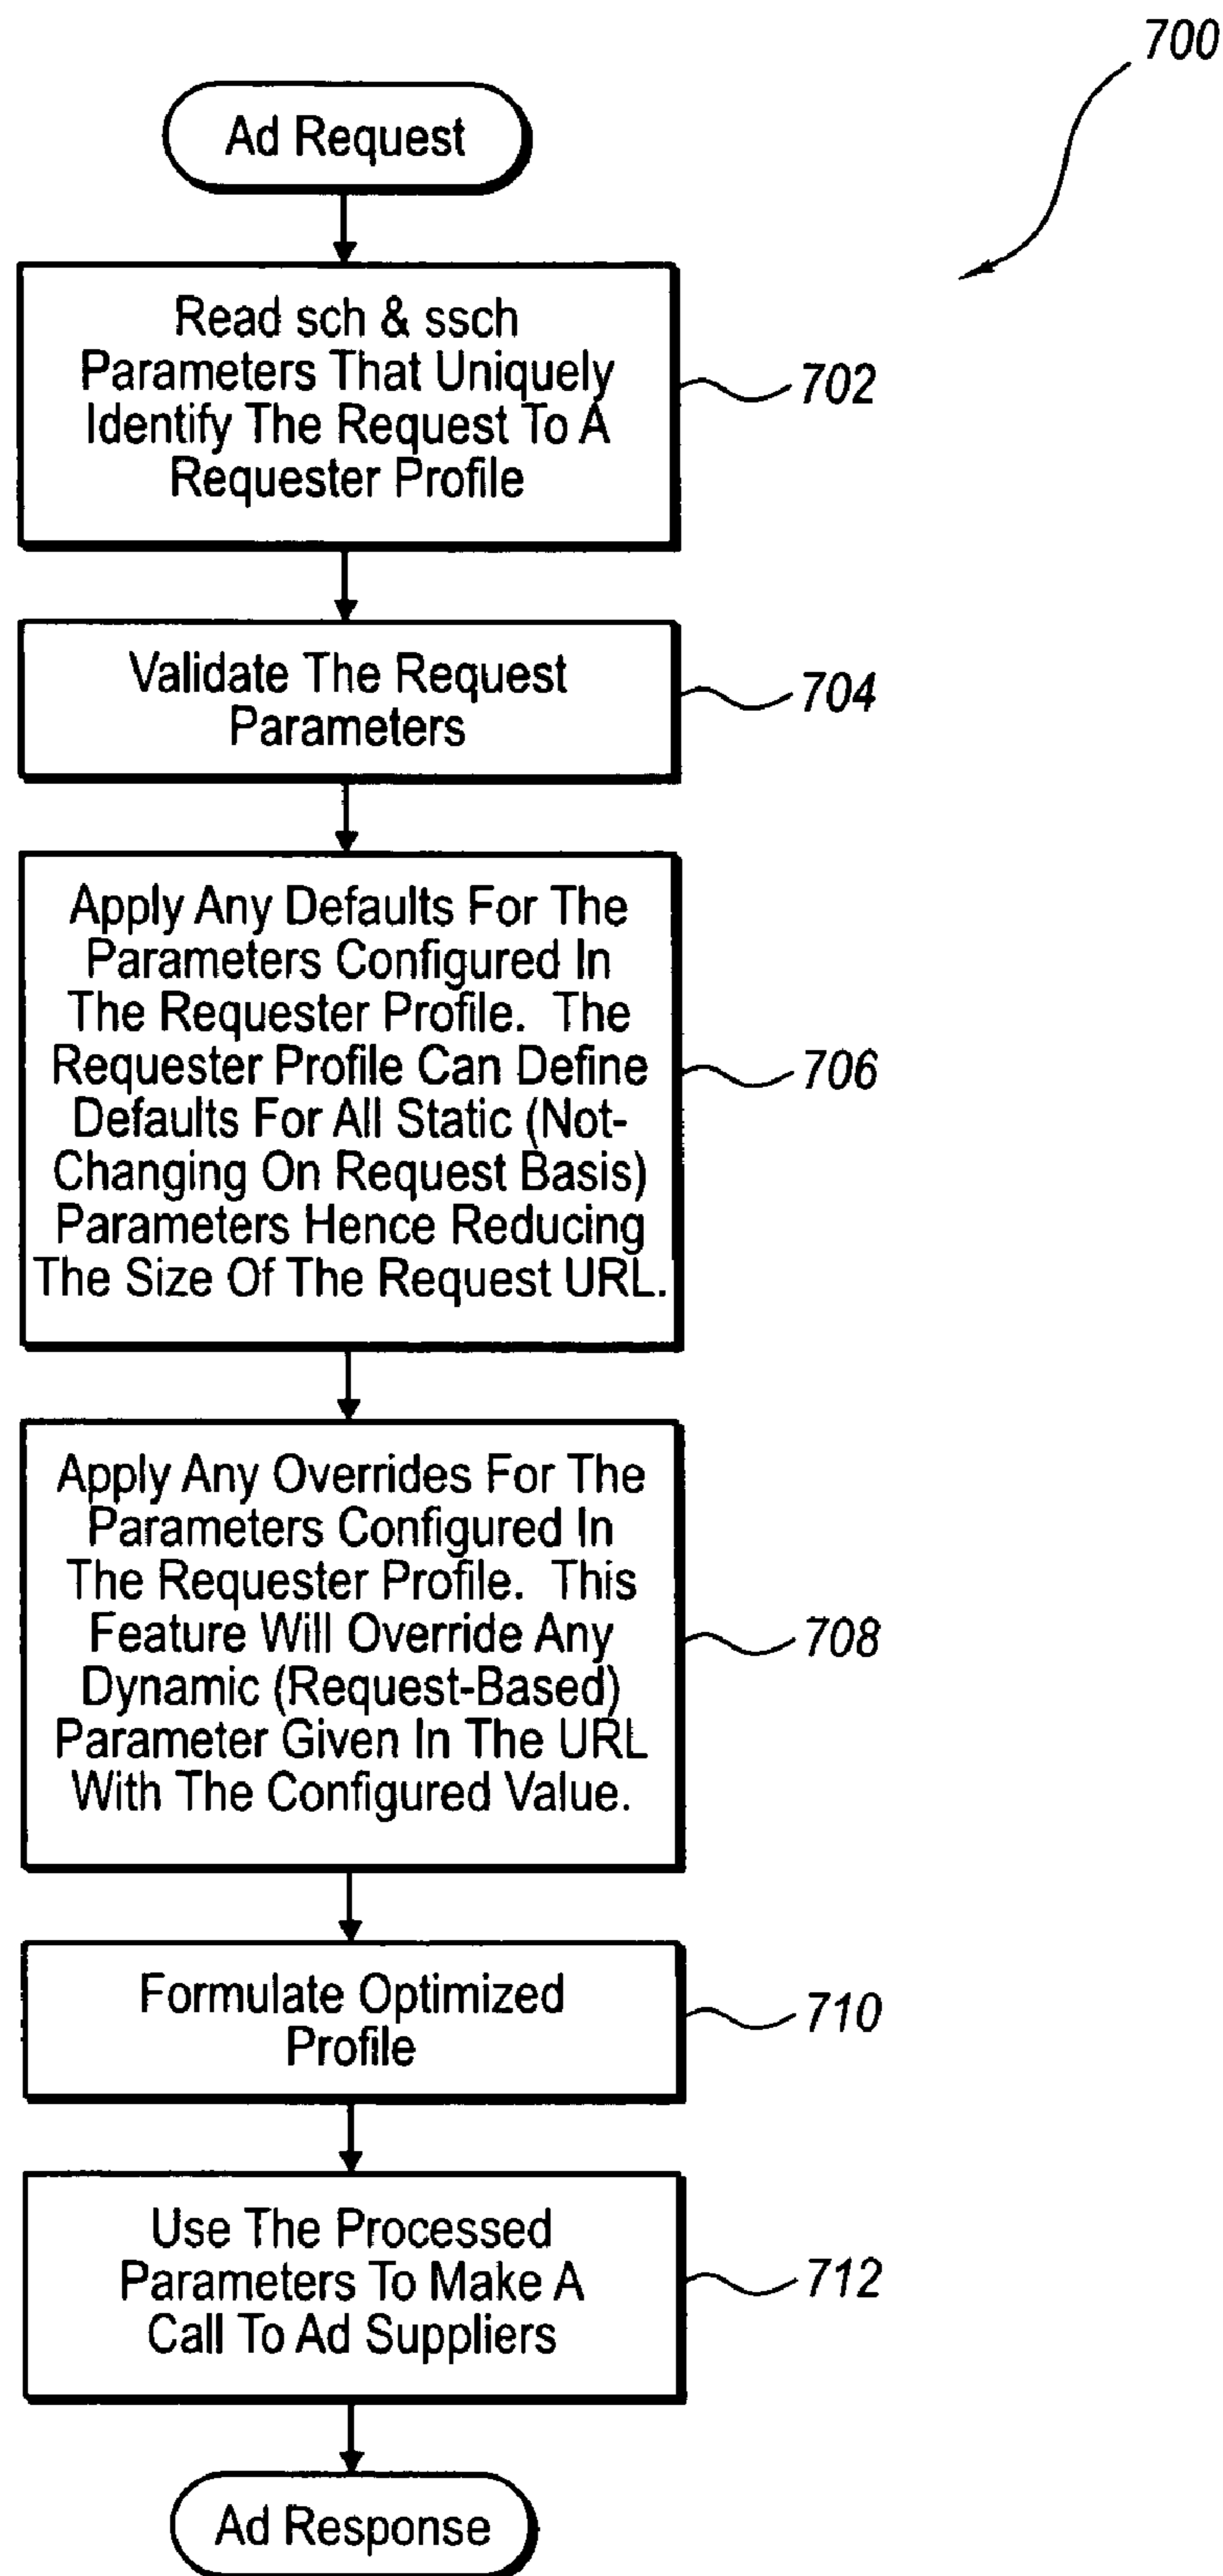 700
Ad Request
Read sch & ssch
Parameters That Uniquely
Identify The Request To A
Requester Profile
702
Validate The Request
Parameters
704
Apply Any Defaults For The
Parameters Configured In
The Requester Profile. The
Requester Profile Can Define
Defaults For All Static (Not-
Changing On Request Basis)
Parameters Hence Reducing
The Size Of The Request URL.
706
Apply Any Overrides For The
Parameters Configured In
The Requester Profile. This
Feature Will Override Any
Dynamic (Request-Based)
Parameter Given In The URL
With The Configured Value.
708
Formulate Optimized
Profile
710
Use The Processed
Parameters To Make A
Call To Ad Suppliers
712
Ad Response